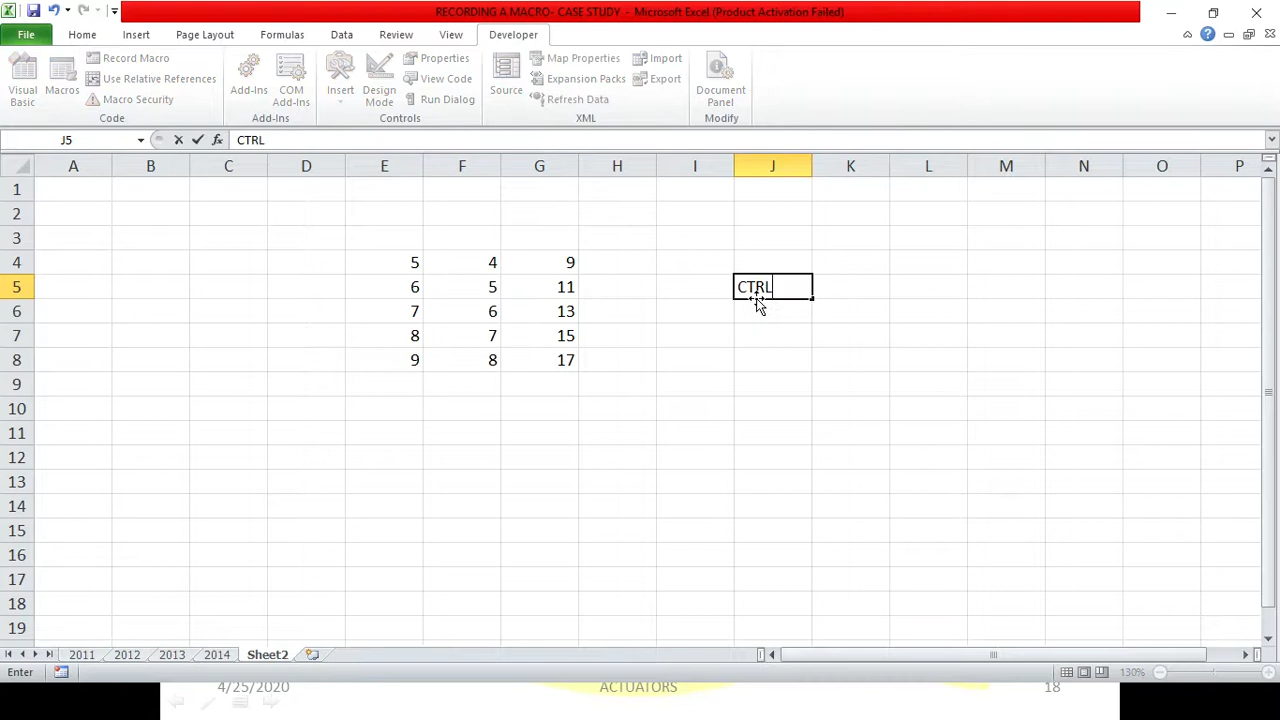 RECORDING A MACRO- CASE STUDY - Microsoft Excel (Product Activation Failed)
File Home Insert Page Layout Formulas Data Review View Developer
Visual Basic
Macros
Record Macro
Use Relative References
Macro Security
Code
Add-Ins
COM Add-Ins
Add-Ins
Insert
Design Mode
Properties
View Code
Run Dialog
Controls
Source
Map Properties
Expansion Packs
Refresh Data
Import
Export
XML
Document Panel
Modify
J5 fx CTRL
A B C D E F G H I J K L M N O P
1
2
3
4 5 4 9
5 6 5 11 CTRL
6 7 6 13
7 8 7 15
8 9 8 17
9
10
11
12
13
14
15
16
17
18
19
2011 2012 2013 2014 Sheet2
Enter 130%
4/25/2020 ACTUATORS 18